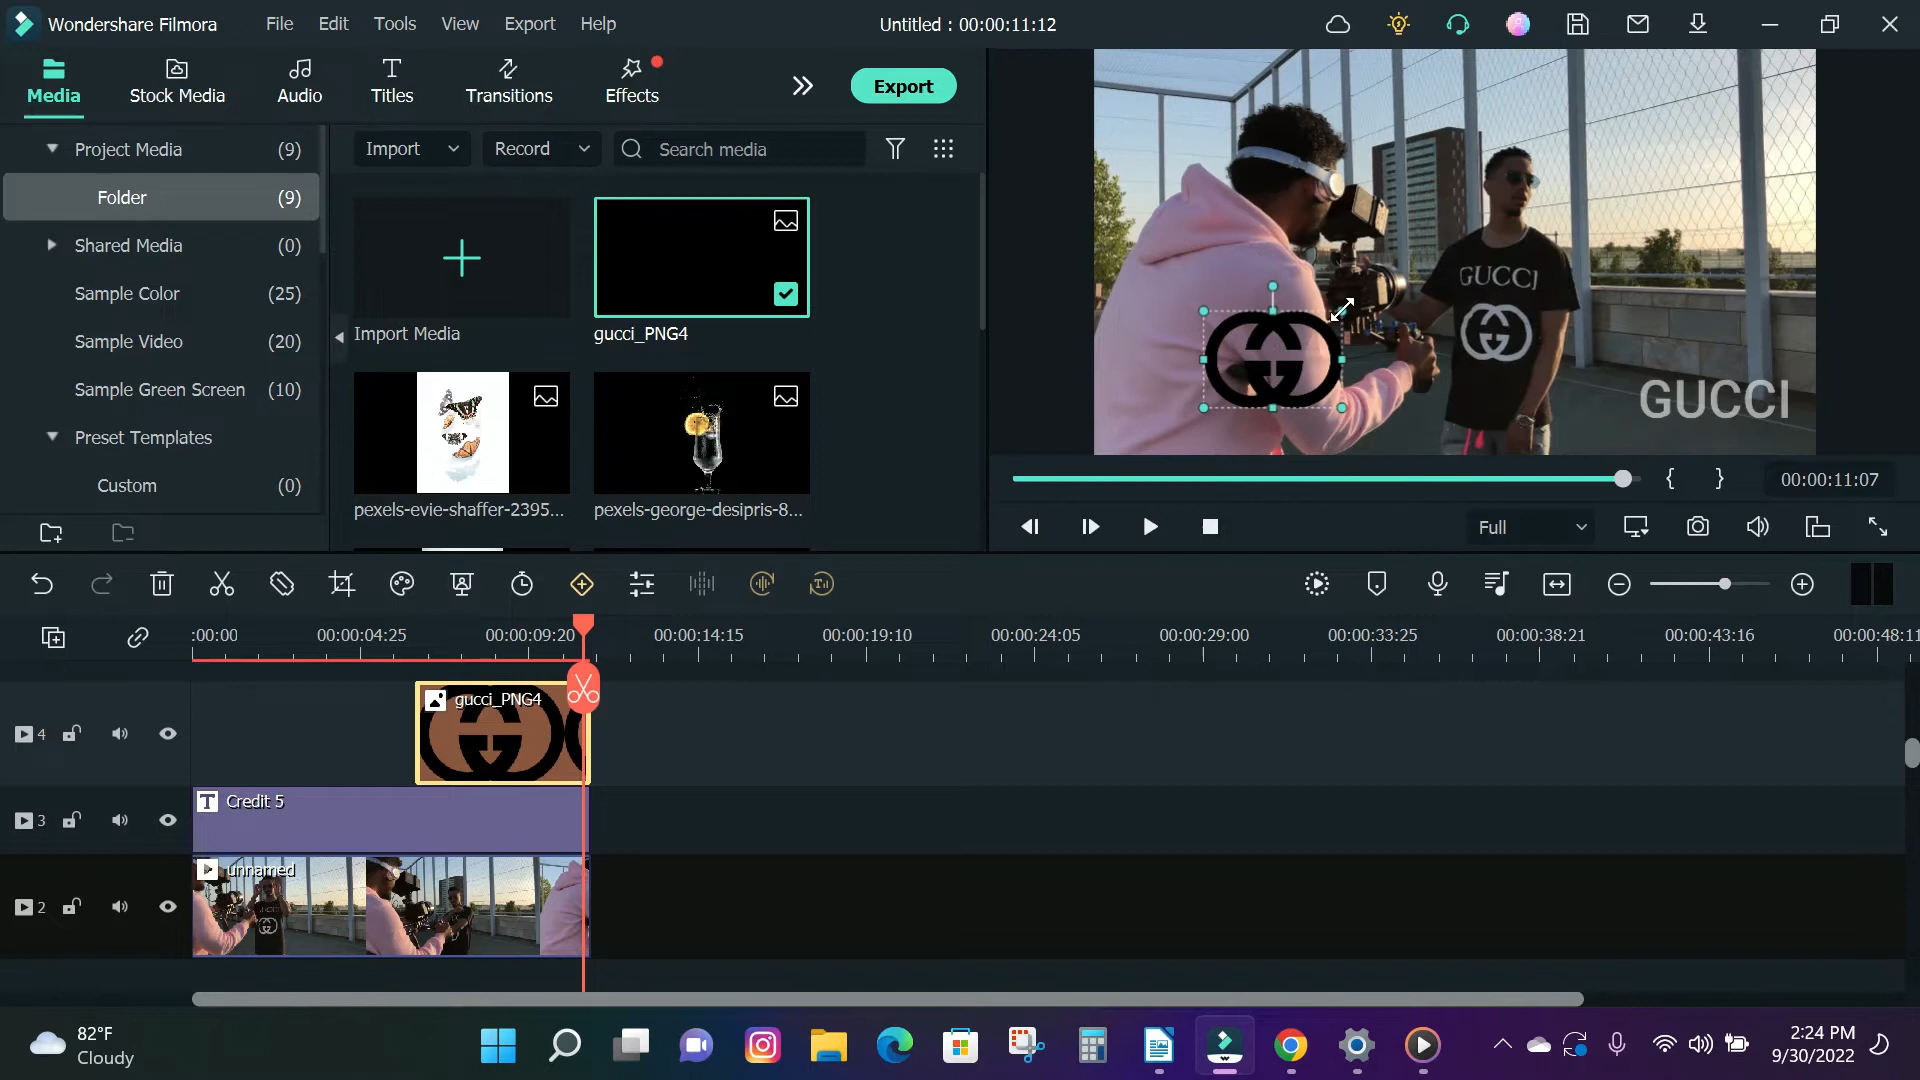 Wondershare Filmora
File
Edit
Tools
View
Export
Help
Untitled : 00:00:11:12
Media
Stock Media
Audio
Titles
Transitions
Effects
Export
Project Media (9)
Import
Record
Search media
Folder (9)
Shared Media (0)
Sample Color (25)
Sample Video (20)
Sample Green Screen (10)
Preset Templates
Custom (0)
Import Media
gucci_PNG4
pexels-evie-shaffer-2395...
pexels-george-desipris-8...
GUCCI
GUCCI
00:00:11:07
Full
:00:00
00:00:04:25
00:00:09:20
00:00:14:15
00:00:19:10
00:00:24:05
00:00:29:00
00:00:33:25
00:00:38:21
00:00:43:16
00:00:48:11
4
gucci_PNG4
3
Credit 5
2
unnamed
82°F
Cloudy
2:24 PM
9/30/2022